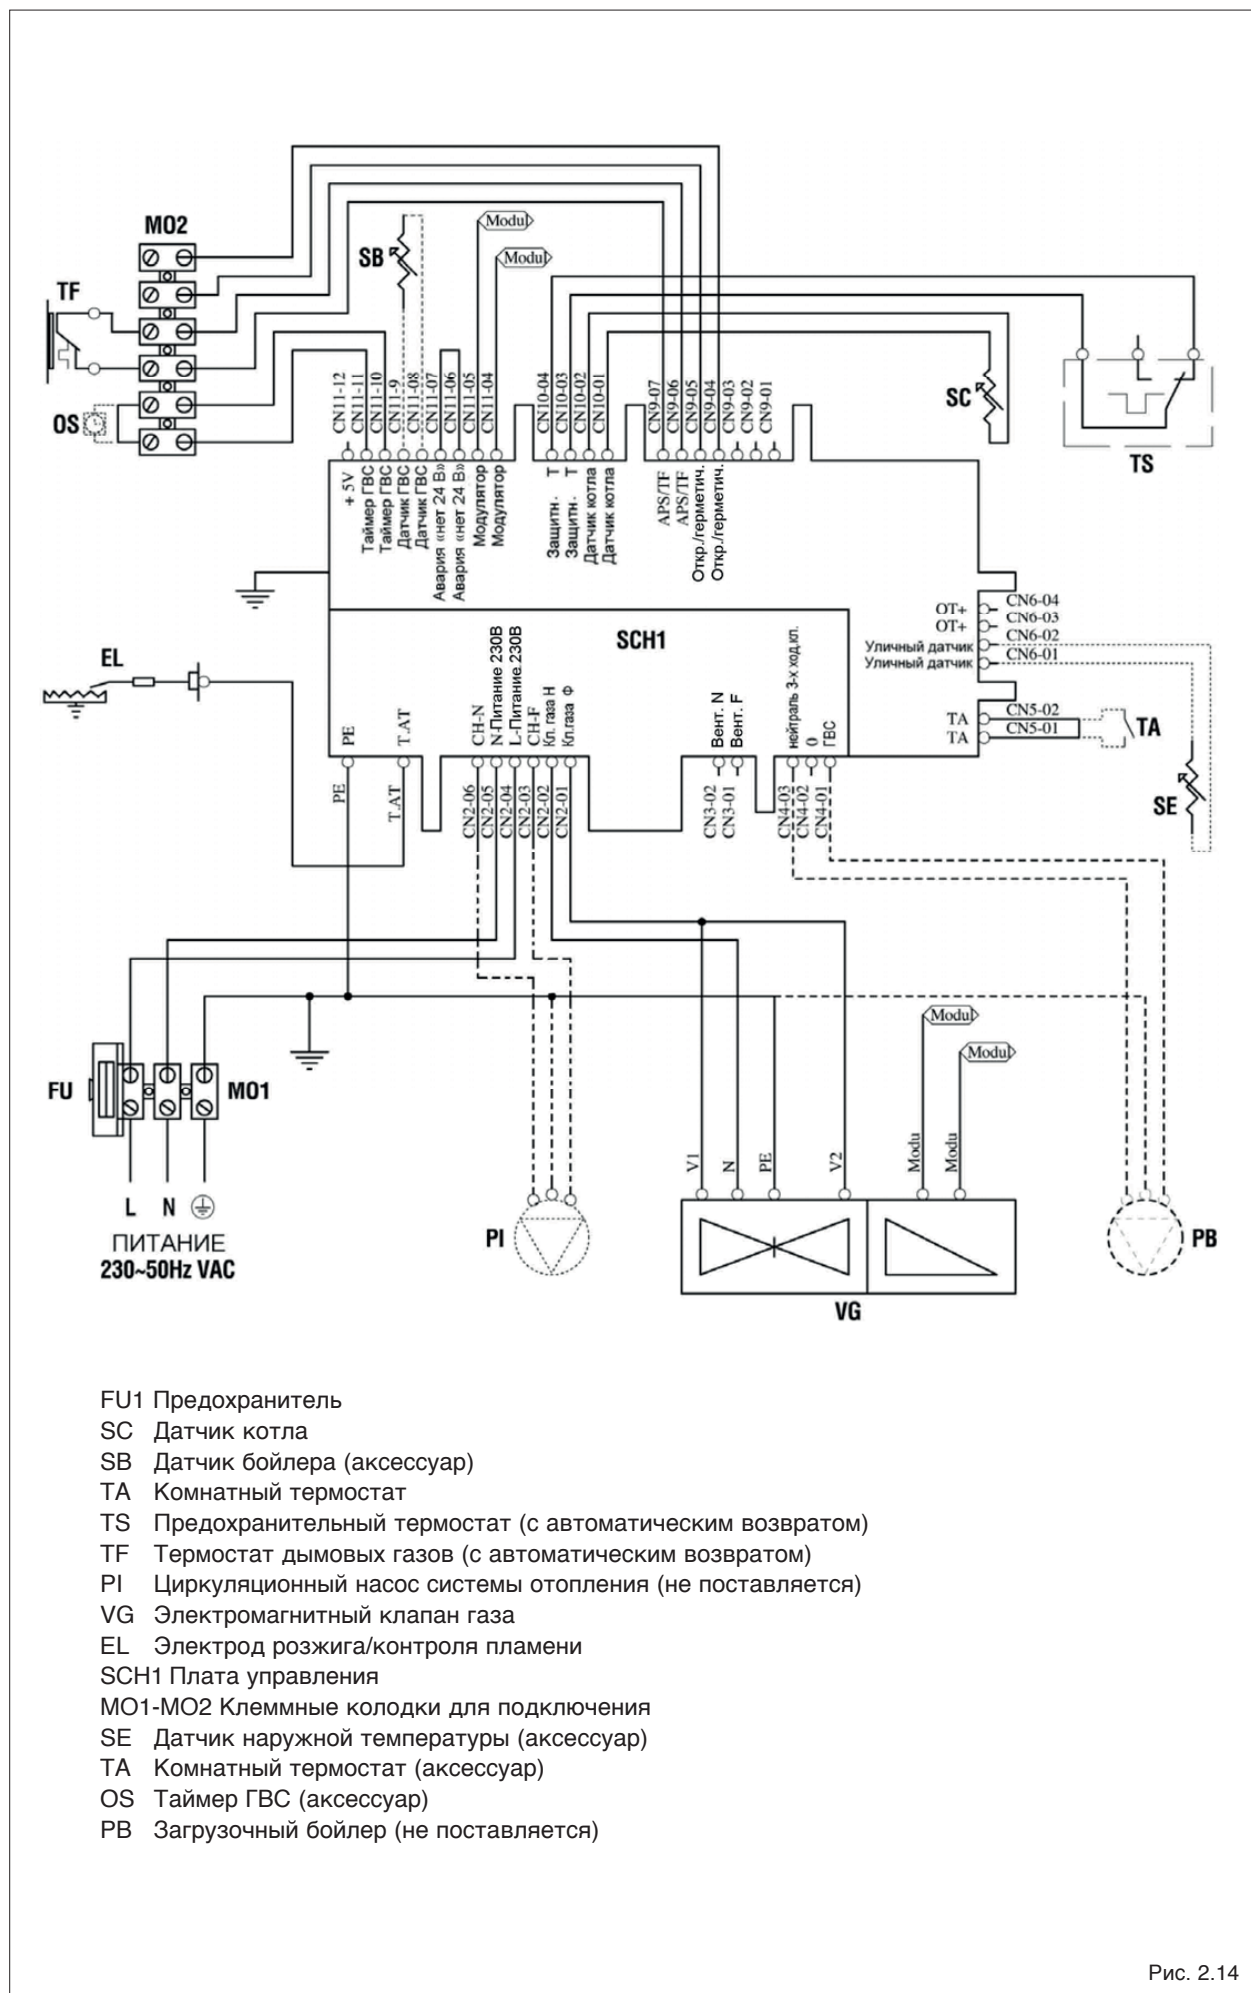 MO2
Modul
Modul
SB
TF
OS
SC
TS
CN11-12
CN11-11
CN11-10
CN11-9
CN11-08
CN11-07
CN11-06
CN11-05
CN11-04
CN10-04
CN10-03
CN10-02
CN10-01
CN9-07
CN9-06
CN9-05
CN9-04
CN9-03
CN9-02
CN9-01
+ 5V
Таймер ГВС
Таймер ГВС
Датчик ГВС
Датчик ГВС
Авария «нет 24 В»
Авария «нет 24 В»
Модулятор
Модулятор
Защитн. Т
Защитн. Т
Датчик котла
Датчик котла
APS/TF
APS/TF
Откр./герметич.
Откр./герметич.
SCH1
OT+ CN6-04
OT+ CN6-03
Уличный датчик CN6-02
Уличный датчик CN6-01
TA CN5-02
TA CN5-01
TA
SE
EL
PE
T.AT
CH-N
N-Питание 230В
L-Питание 230В
CH-F
Кл. газа Н
Кл.газа Ф
Вент. N
Вент. F
нейтраль 3-х ход.кл.
0
ГВС
PE
T.AT
CN2-06
CN2-05
CN2-04
CN2-03
CN2-02
CN2-01
CN3-02
CN3-01
CN4-03
CN4-02
CN4-01
FU
MO1
L N
ПИТАНИЕ
230~50Hz VAC
PI
V1
N
PE
V2
Modul
Modul
Modu
Modu
VG
PB
FU1 Предохранитель
SC Датчик котла
SB Датчик бойлера (аксессуар)
TA Комнатный термостат
TS Предохранительный термостат (с автоматическим возвратом)
TF Термостат дымовых газов (с автоматическим возвратом)
PI Циркуляционный насос системы отопления (не поставляется)
VG Электромагнитный клапан газа
EL Электрод розжига/контроля пламени
SCH1 Плата управления
MO1-MO2 Клеммные колодки для подключения
SE Датчик наружной температуры (аксессуар)
TA Комнатный термостат (аксессуар)
OS Таймер ГВС (аксессуар)
PB Загрузочный бойлер (не поставляется)
Рис. 2.14